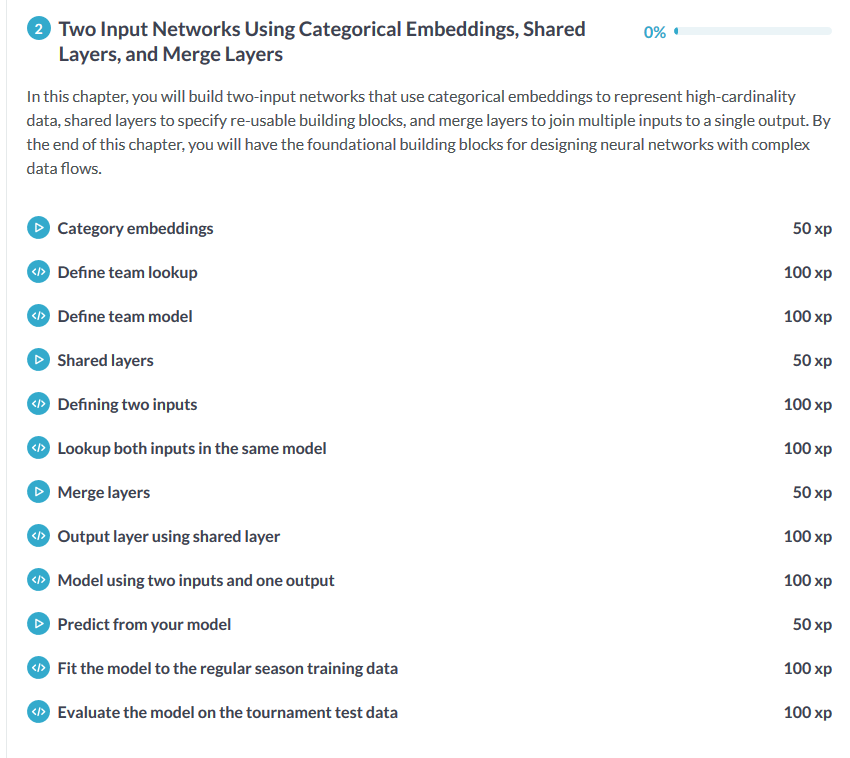 2 Two Input Networks Using Categorical Embeddings, Shared 0%
Layers, and Merge Layers
In this chapter, you will build two-input networks that use categorical embeddings to represent high-cardinality
data, shared layers to specify re-usable building blocks, and merge layers to join multiple inputs to a single output. By
the end of this chapter, you will have the foundational building blocks for designing neural networks with complex
data flows.
Category embeddings 50 xp
Define team lookup 100 xp
Define team model 100 xp
Shared layers 50 xp
Defining two inputs 100 xp
Lookup both inputs in the same model 100 xp
Merge layers 50 xp
Output layer using shared layer 100 xp
Model using two inputs and one output 100 xp
Predict from your model 50 xp
Fit the model to the regular season training data 100 xp
Evaluate the model on the tournament test data 100 xp